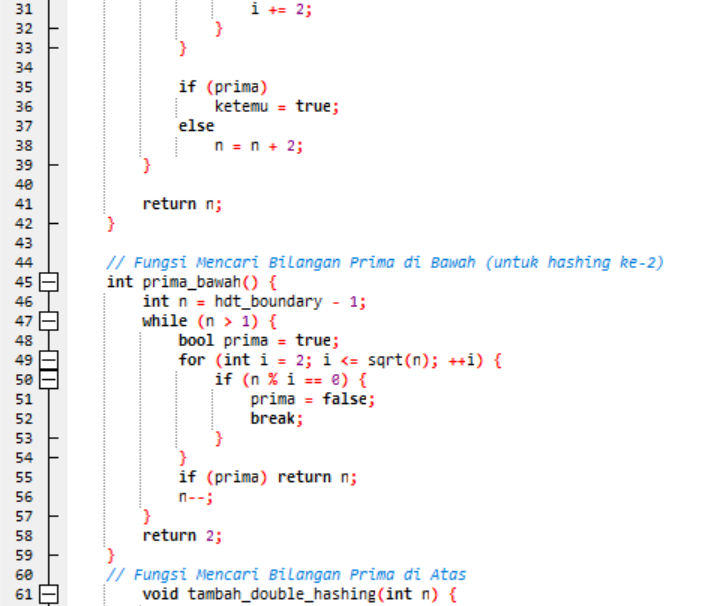 31 i += 2;
32 }
33 }
34
35 if (prima)
36 ketemu = true;
37 else
38 n = n + 2;
39 }
40
41 return n;
42 }
43
44 // Fungsi Mencari Bilangan Prima di Bawah (untuk hashing ke-2)
45 int prima_bawah() {
46 int n = hdt_boundary - 1;
47 while (n > 1) {
48 bool prima = true;
49 for (int i = 2; i <= sqrt(n); ++i) {
50 if (n % i == 0) {
51 prima = false;
52 break;
53 }
54 }
55 if (prima) return n;
56 n--;
57 }
58 return 2;
59 }
60 // Fungsi Mencari Bilangan Prima di Atas
61 void tambah_double_hashing(int n) {